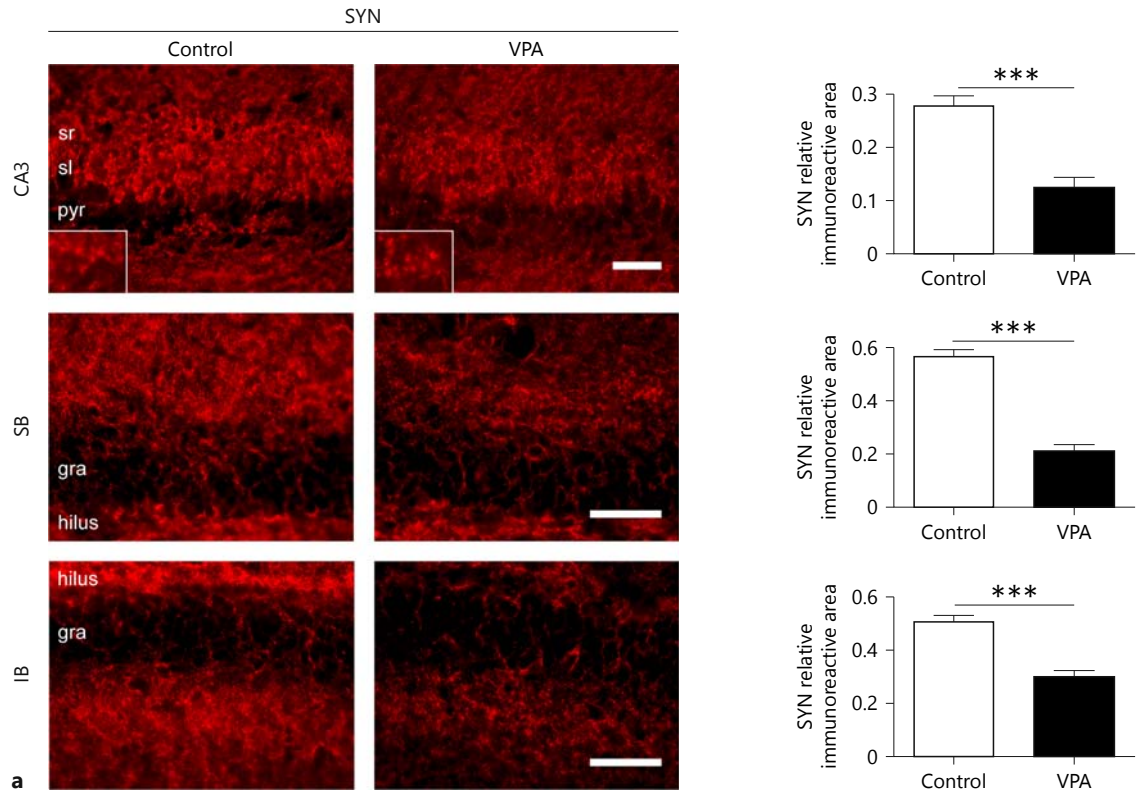 SYN
Control VPA
CA3
sr
sl
pyr
SB
gra
hilus
IB
hilus
gra
a
SYN relative
immunoreactive area
0.3
0.2
0.1
0
***
Control VPA
SYN relative
immunoreactive area
0.6
0.4
0.2
0
***
Control VPA
SYN relative
immunoreactive area
0.6
0.4
0.2
0
***
Control VPA